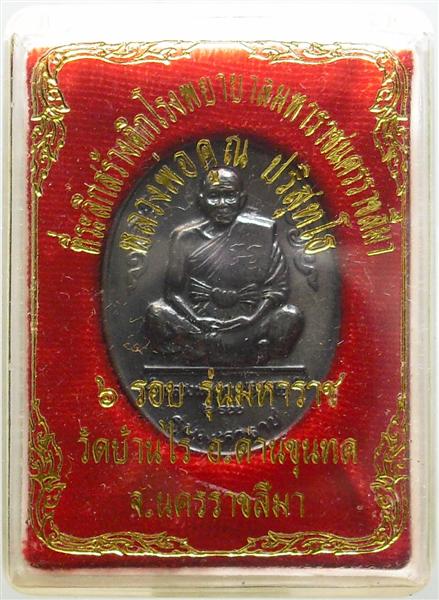 ที่ระลึกสร้างตึกโรงพยาบาลมหาราชนครราชสีมา
หลวงพ่อคูณ ปริสุทโธ
๖ รอบ รุ่นมหาราช
วัดบ้านไร่ อ.ด่านขุนทด
จ.นครราชสีมา